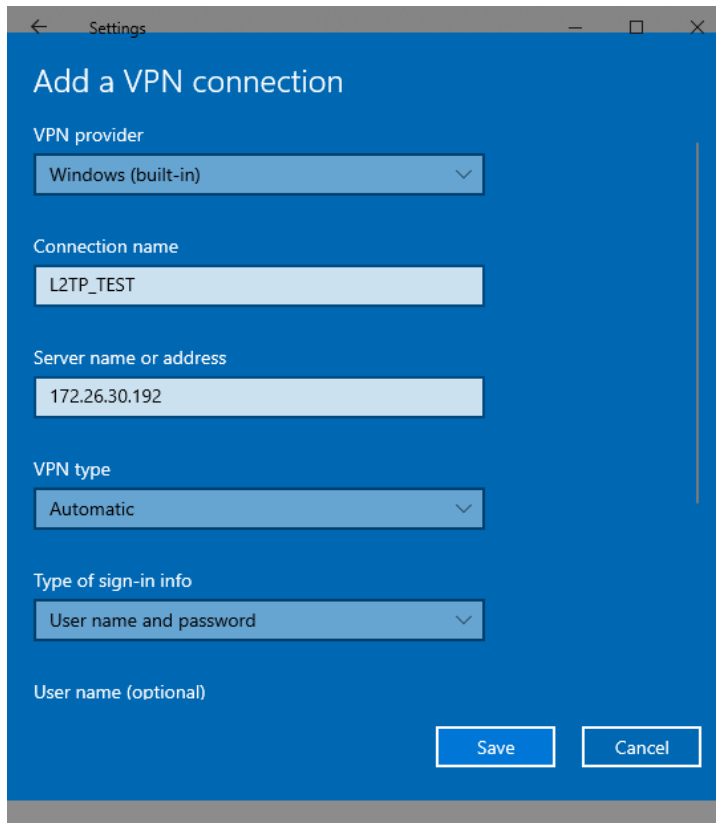 Settings
Add a VPN connection
VPN provider
Windows (built-in)
Connection name
L2TP_TEST
Server name or address
172.26.30.192
VPN type
Automatic
Type of sign-in info
User name and password
User name (optional)
Save Cancel